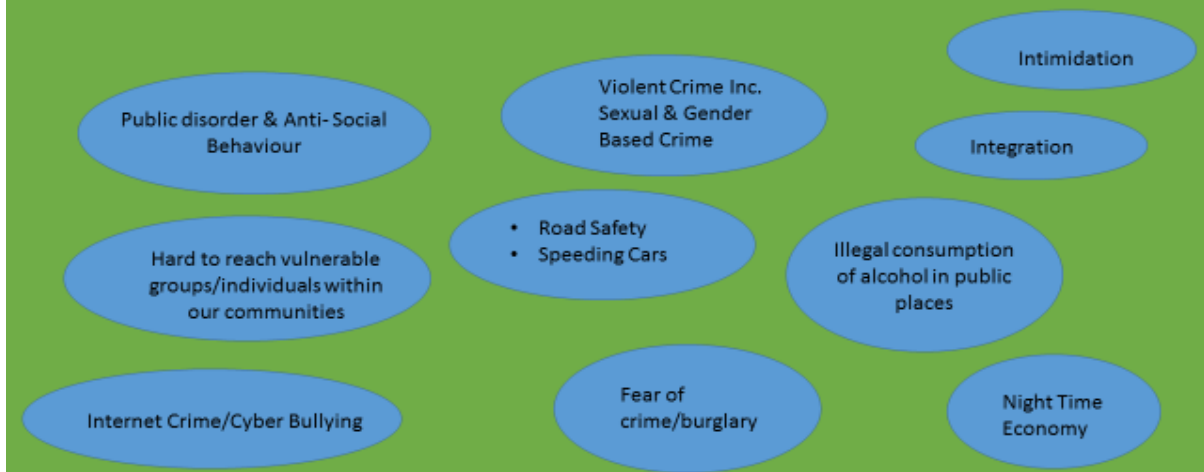 Intimidation
Violent Crime Inc.
Sexual & Gender
Based Crime
Public disorder & Anti- Social
Behaviour
Integration
• Road Safety
• Speeding Cars
Hard to reach vulnerable
groups/individuals within
our communities
Illegal consumption
of alcohol in public
places
Internet Crime/Cyber Bullying
Fear of
crime/burglary
Night Time
Economy